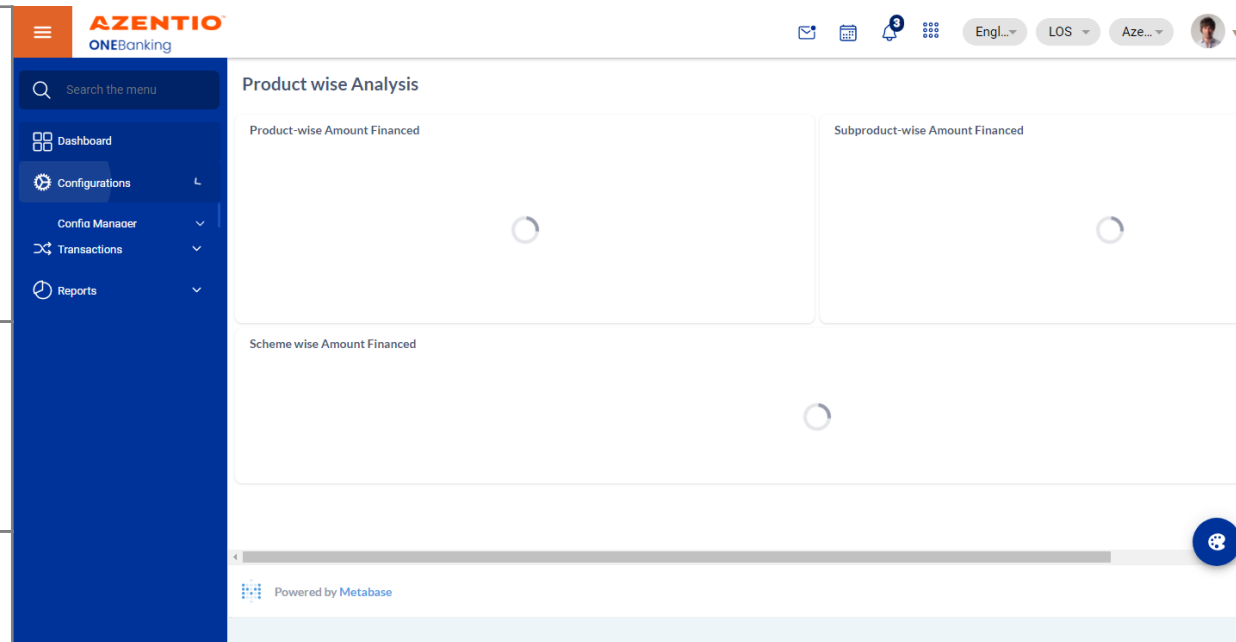 AZENTIO
ONEBanking
3
Engl...
LOS
Aze...
Search the menu
Dashboard
Configurations
Config Manager
Transactions
Reports
Product wise Analysis
Product-wise Amount Financed
Subproduct-wise Amount Financed
Scheme wise Amount Financed
Powered by Metabase